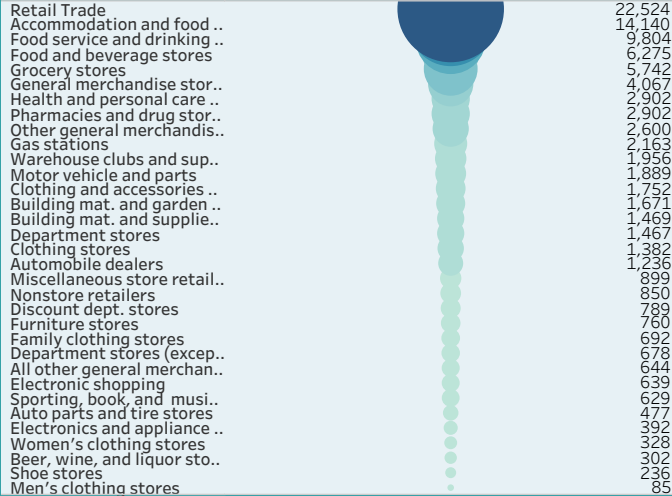 Retail Trade 22,524
Accommodation and food .. 14,140
Food service and drinking .. 9,804
Food and beverage stores 6,275
Grocery stores 5,742
General merchandise stor.. 4,067
Health and personal care .. 2,902
Pharmacies and drug stor.. 2,902
Other general merchandis.. 2,600
Gas stations 2,163
Warehouse clubs and sup.. 1,956
Motor vehicle and parts 1,889
Clothing and accessories .. 1,752
Building mat. and garden .. 1,671
Building mat. and supplie.. 1,469
Department stores 1,467
Clothing stores 1,382
Automobile dealers 1,236
Miscellaneous store retail.. 899
Nonstore retailers 850
Discount dept. stores 789
Furniture stores 760
Family clothing stores 692
Department stores (excep.. 678
All other general merchan.. 644
Electronic shopping 639
Sporting, book, and  musi.. 629
Auto parts and tire stores 477
Electronics and appliance .. 392
Women's clothing stores 328
Beer, wine, and liquor sto.. 302
Shoe stores 236
Men's clothing stores 85